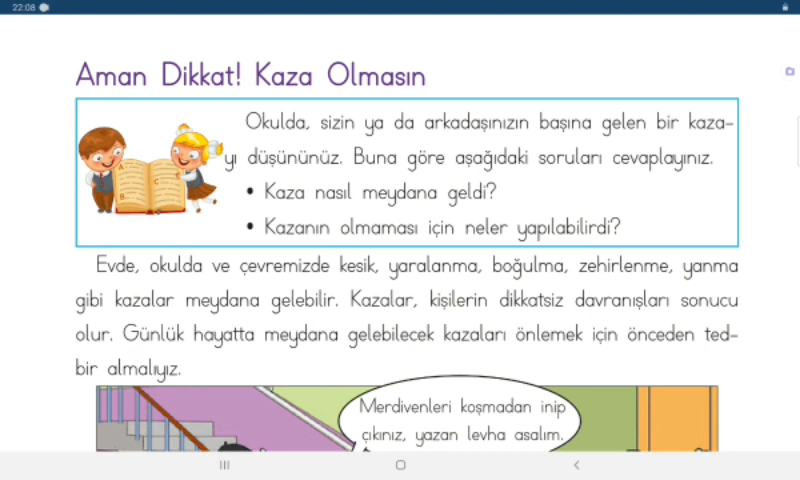 22:08
Aman Dikkat! Kaza Olmasın
Okulda, sizin ya da arkadaşınızın başına gelen bir kaza-
yı düşününüz. Buna göre aşağıdaki soruları cevaplayınız.
• Kaza nasıl meydana geldi?
• Kazanın olmaması için neler yapılabilirdi?
Evde, okulda ve çevremizde kesik, yaralanma, boğulma, zehirlenme, yanma
gibi kazalar meydana gelebilir. Kazalar, kişilerin dikkatsiz davranışları sonucu
olur. Günlük hayatta meydana gelebilecek kazaları önlemek için önceden ted-
bir almalıyız.
Merdivenleri koşmadan inip
çıkınız, yazan levha asalım.